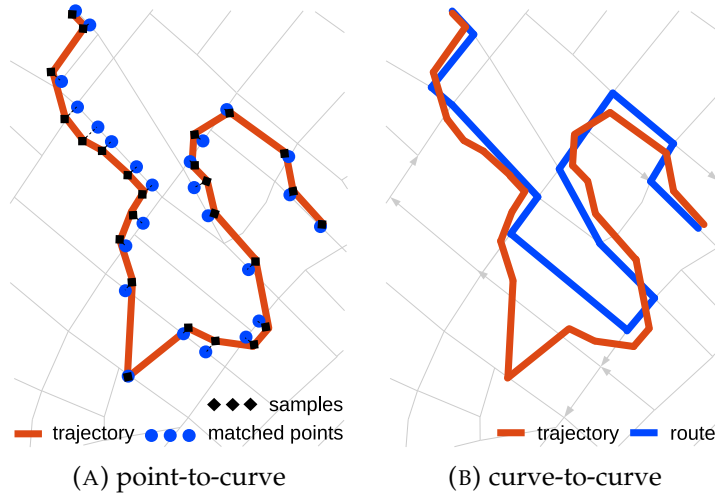 samples
trajectory matched points
trajectory route
(A) point-to-curve
(B) curve-to-curve